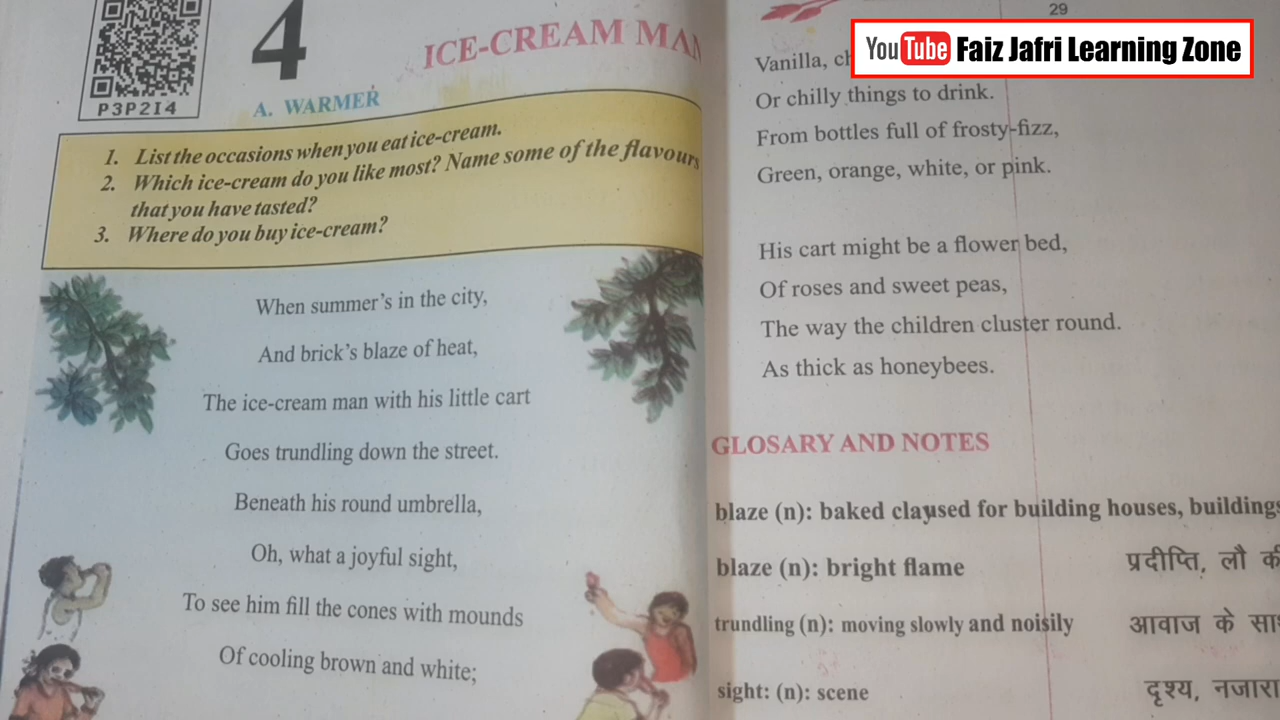 P3P2I4
4
ICE-CREAM MAN
A. WARMER
1. List the occasions when you eat ice-cream.
2. Which ice-cream do you like most? Name some of the flavours
that you have tasted?
3. Where do you buy ice-cream?
When summer's in the city,
And brick's blaze of heat,
The ice-cream man with his little cart
Goes trundling down the street.
Beneath his round umbrella,
Oh, what a joyful sight,
To see him fill the cones with mounds
Of cooling brown and white;
29
YouTube Faiz Jafri Learning Zone
Vanilla,
Or chilly things to drink.
From bottles full of frosty-fizz,
Green, orange, white, or pink.
His cart might be a flower bed,
Of roses and sweet peas,
The way the children cluster round.
As thick as honeybees.
GLOSARY AND NOTES
blaze (n): baked clayused for building houses, buildings
blaze (n): bright flame प्रदीप्ति, लौ की
trundling (n): moving slowly and noisily आवाज के
sight: (n): scene दृश्य, नजारा